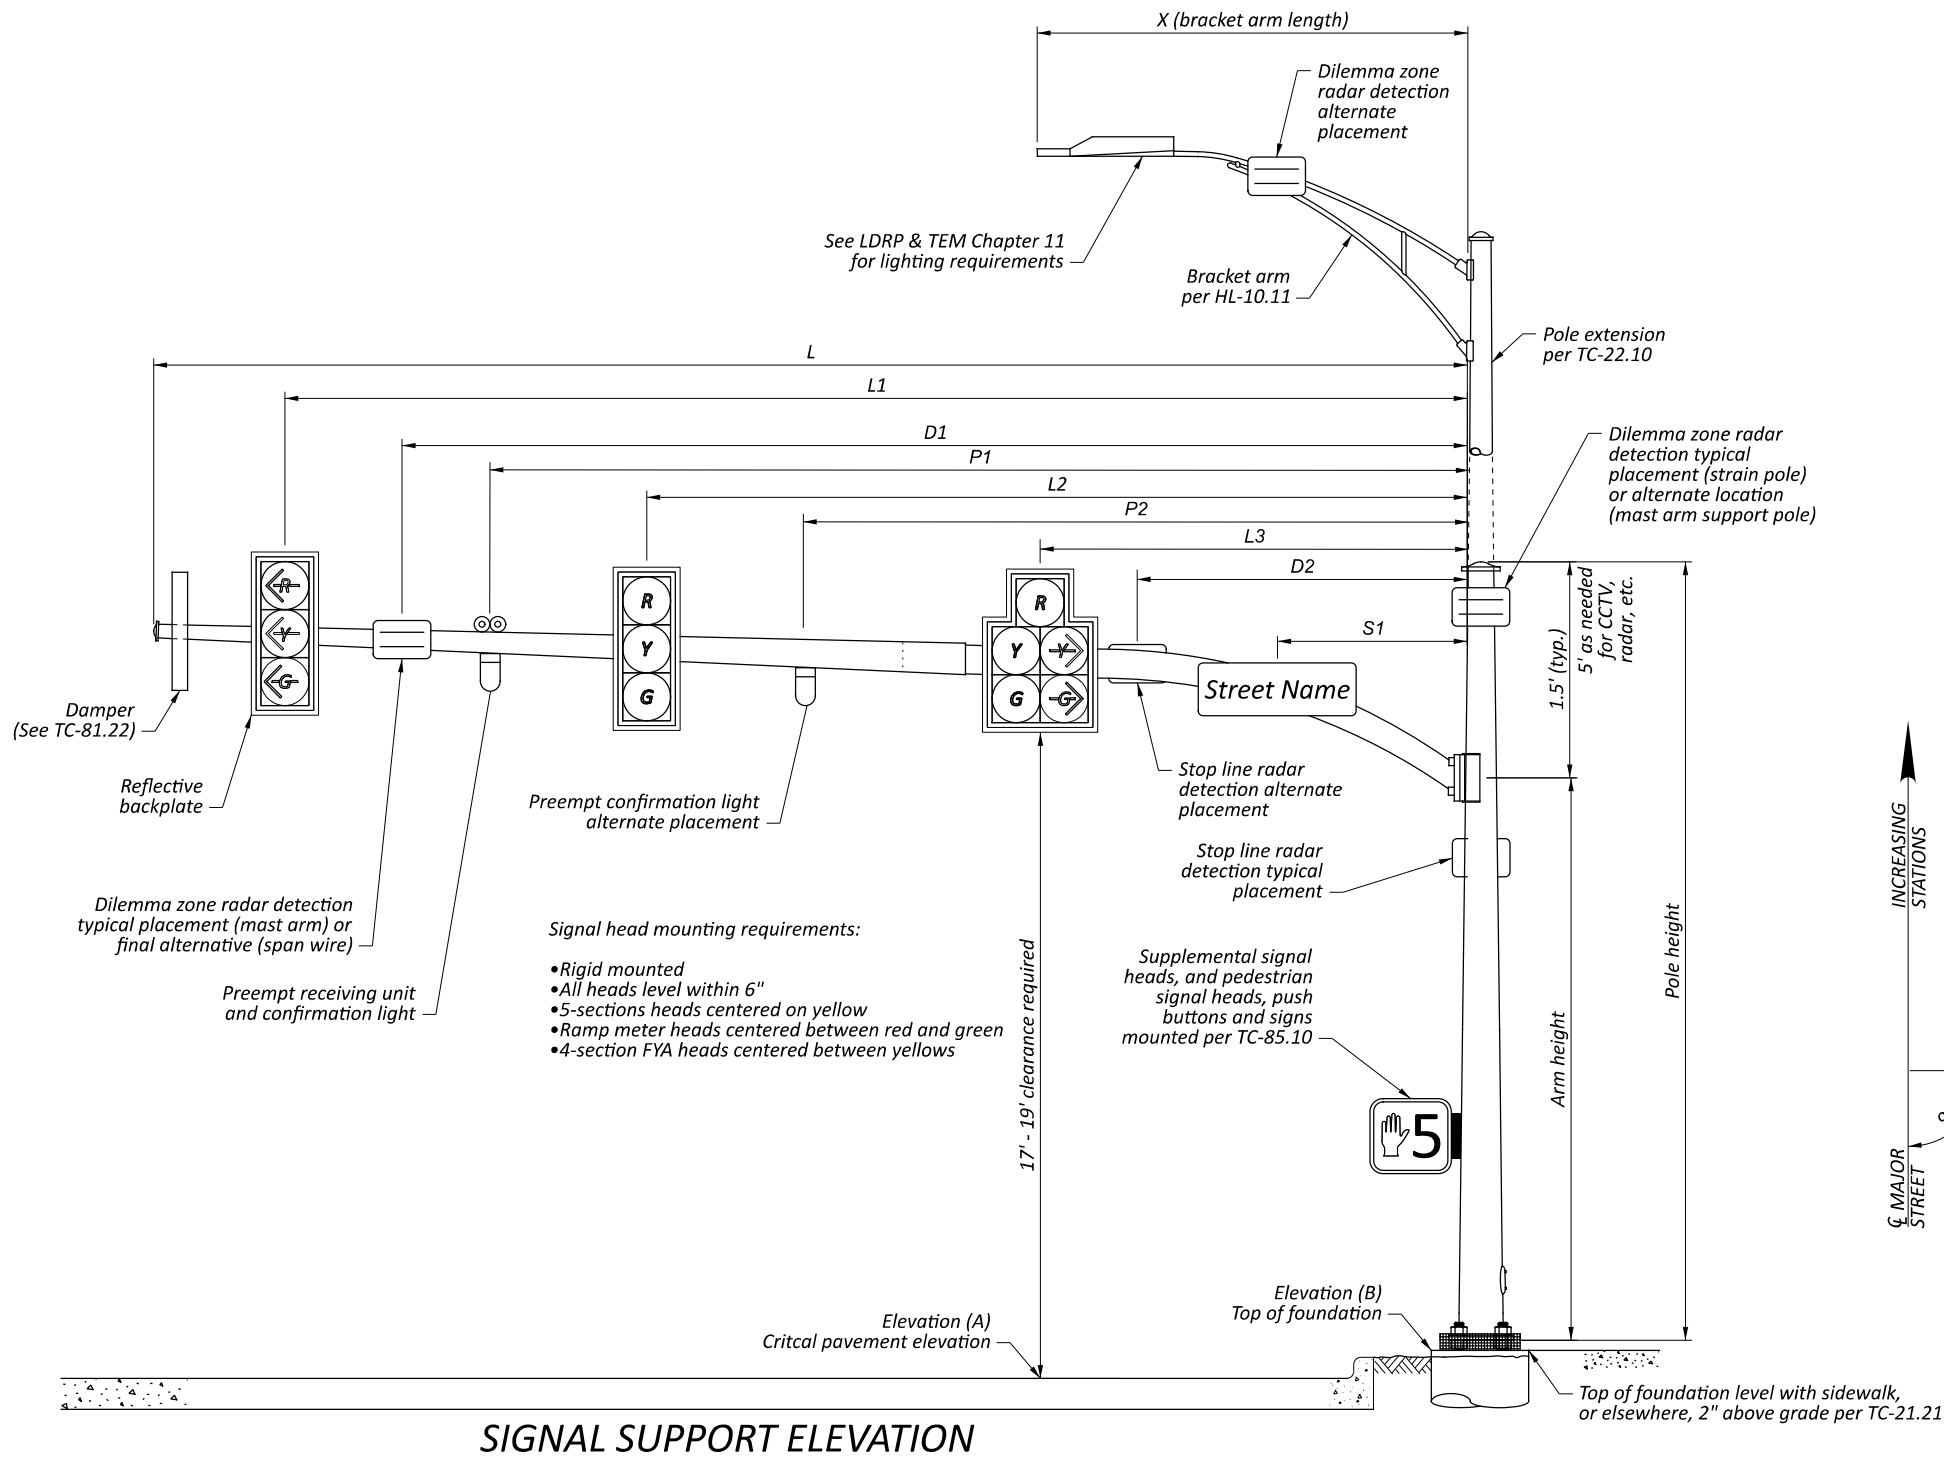 X (bracket arm length)
Dilemma zone
radar detection
alternate
placement
See LDRP & TEM Chapter 11
for lighting requirements
Bracket arm
per HL-10.11
Pole extension
per TC-22.10
L
L1
D1
P1
L2
P2
L3
D2
S1
Dilemma zone radar
detection typical
placement (strain pole)
or alternate location
(mast arm support pole)
1.5' (typ.)
5' as needed
for CCTV,
radar, etc.
R
Y
G
R
Y
G
R
Y
Y
G
G
Street Name
Damper
(See TC-81.22)
Reflective
backplate
Preempt confirmation light
alternate placement
Stop line radar
detection alternate
placement
Stop line radar
detection typical
placement
Dilemma zone radar detection
typical placement (mast arm) or
final alternative (span wire)
Preempt receiving unit
and confirmation light
Signal head mounting requirements:
•Rigid mounted
•All heads level within 6"
•5-sections heads centered on yellow
•Ramp meter heads centered between red and green
•4-section FYA heads centered between yellows
17' - 19' clearance required
Supplemental signal
heads, and pedestrian
signal heads, push
buttons and signs
mounted per TC-85.10
5
Arm height
Pole height
INCREASING
STATIONS
℄ MAJOR
STREET
Elevation (A)
Critcal pavement elevation
Elevation (B)
Top of foundation
Top of foundation level with sidewalk,
or elsewhere, 2" above grade per TC-21.21
SIGNAL SUPPORT ELEVATION